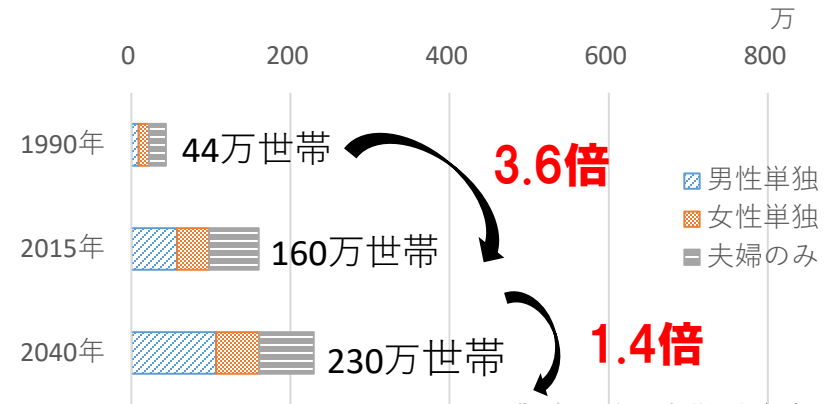 万
0 200 400 600 800
1990年 44万世帯
3.6倍
男性単独
女性単独
夫婦のみ
2015年 160万世帯
2040年 230万世帯
1.4倍